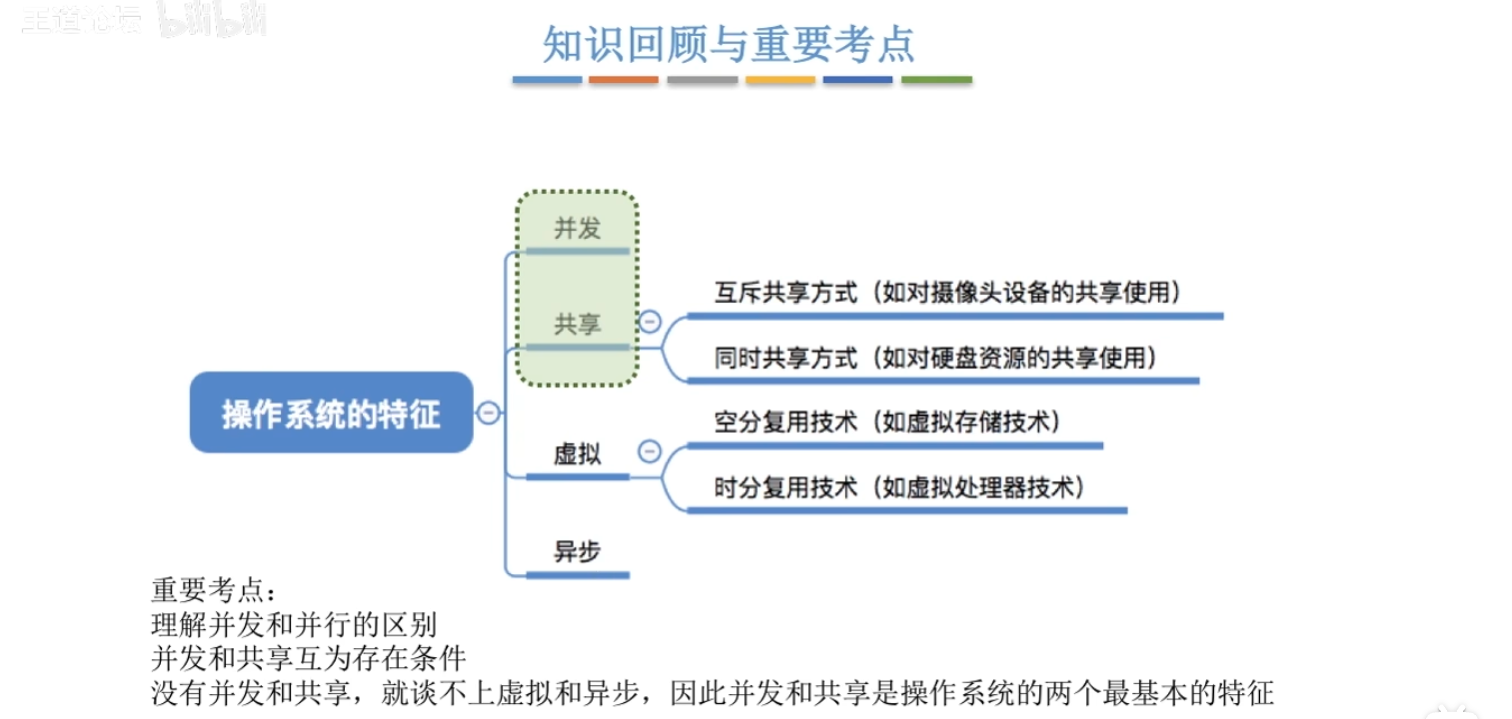 王道论坛 bilibili
知识回顾与重要考点
并发
共享
互斥共享方式（如对摄像头设备的共享使用）
同时共享方式（如对硬盘资源的共享使用）
操作系统的特征
虚拟
空分复用技术（如虚拟存储技术）
时分复用技术（如虚拟处理器技术）
异步
重要考点：
理解并发和并行的区别
并发和共享互为存在条件
没有并发和共享，就谈不上虚拟和异步，因此并发和共享是操作系统的两个最基本的特征